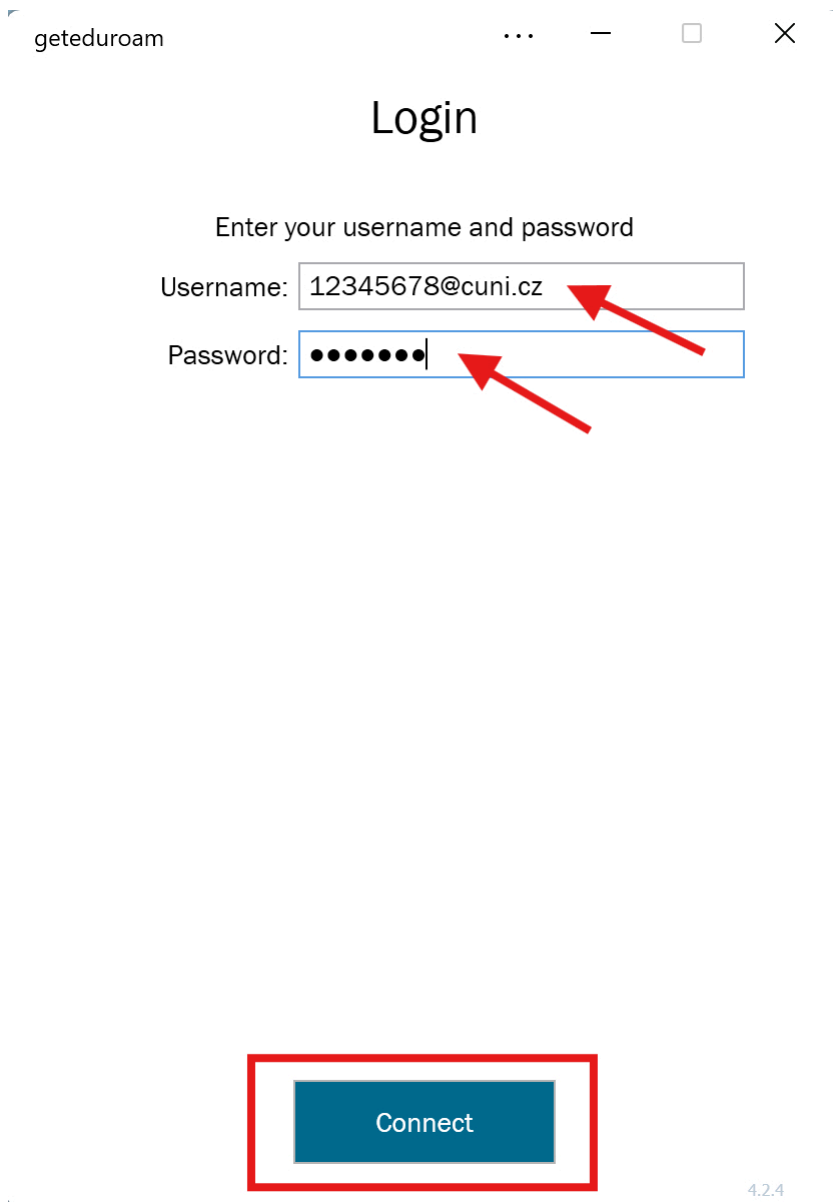 geteduroam
Login
Enter your username and password
Username: 12345678@cuni.cz
Password: •••••••
Connect
4.2.4